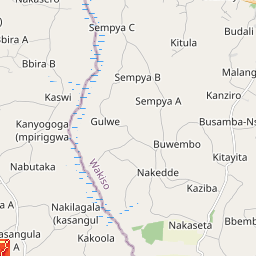 Nakasero
Sempya C
Budali
Bbira A
Kitula
Bbira B
Sempya B
Malang
Kaswi
Sempya A
Kanziro
Kanyogoga
(mpiriggwa
Gulwe
Busamba-Ns
Buwembo
Kitayita
Nabutaka
Wakiso
Nakedde
Kaziba
Nakilagala
(kasangul
Nakaseta
Bbemb
asangula
A
Kakoola